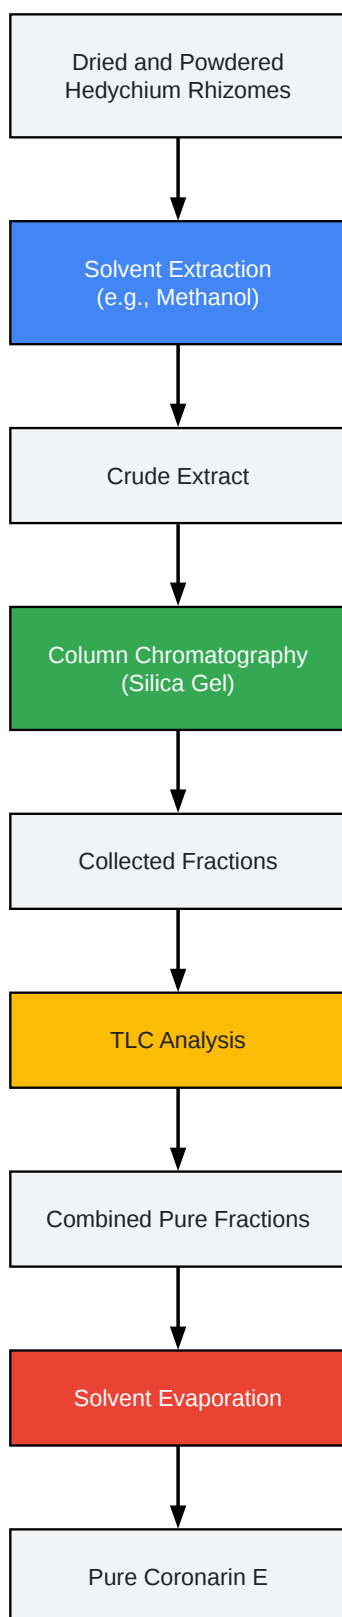 Dried and Powdered
Hedychium Rhizomes
Solvent Extraction
(e.g., Methanol)
Crude Extract
Column Chromatography
(Silica Gel)
Collected Fractions
TLC Analysis
Combined Pure Fractions
Solvent Evaporation
Pure Coronarin E